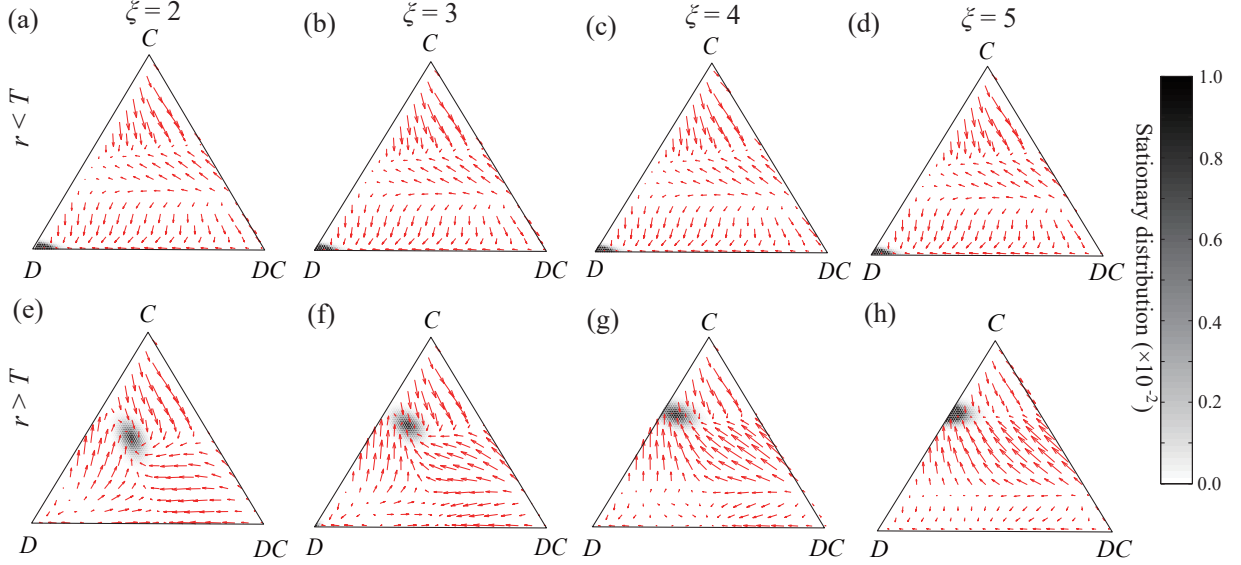 (a) ξ = 2 (b) ξ = 3 (c) ξ = 4 (d) ξ = 5
C C C C
r < T
D DC D DC D DC D DC
(e) (f) (g) (h)
C C C C
r > T
D DC D DC D DC D DC
1.0
0.8
0.6
0.4
0.2
0.0
Stationary distribution (×10⁻²)